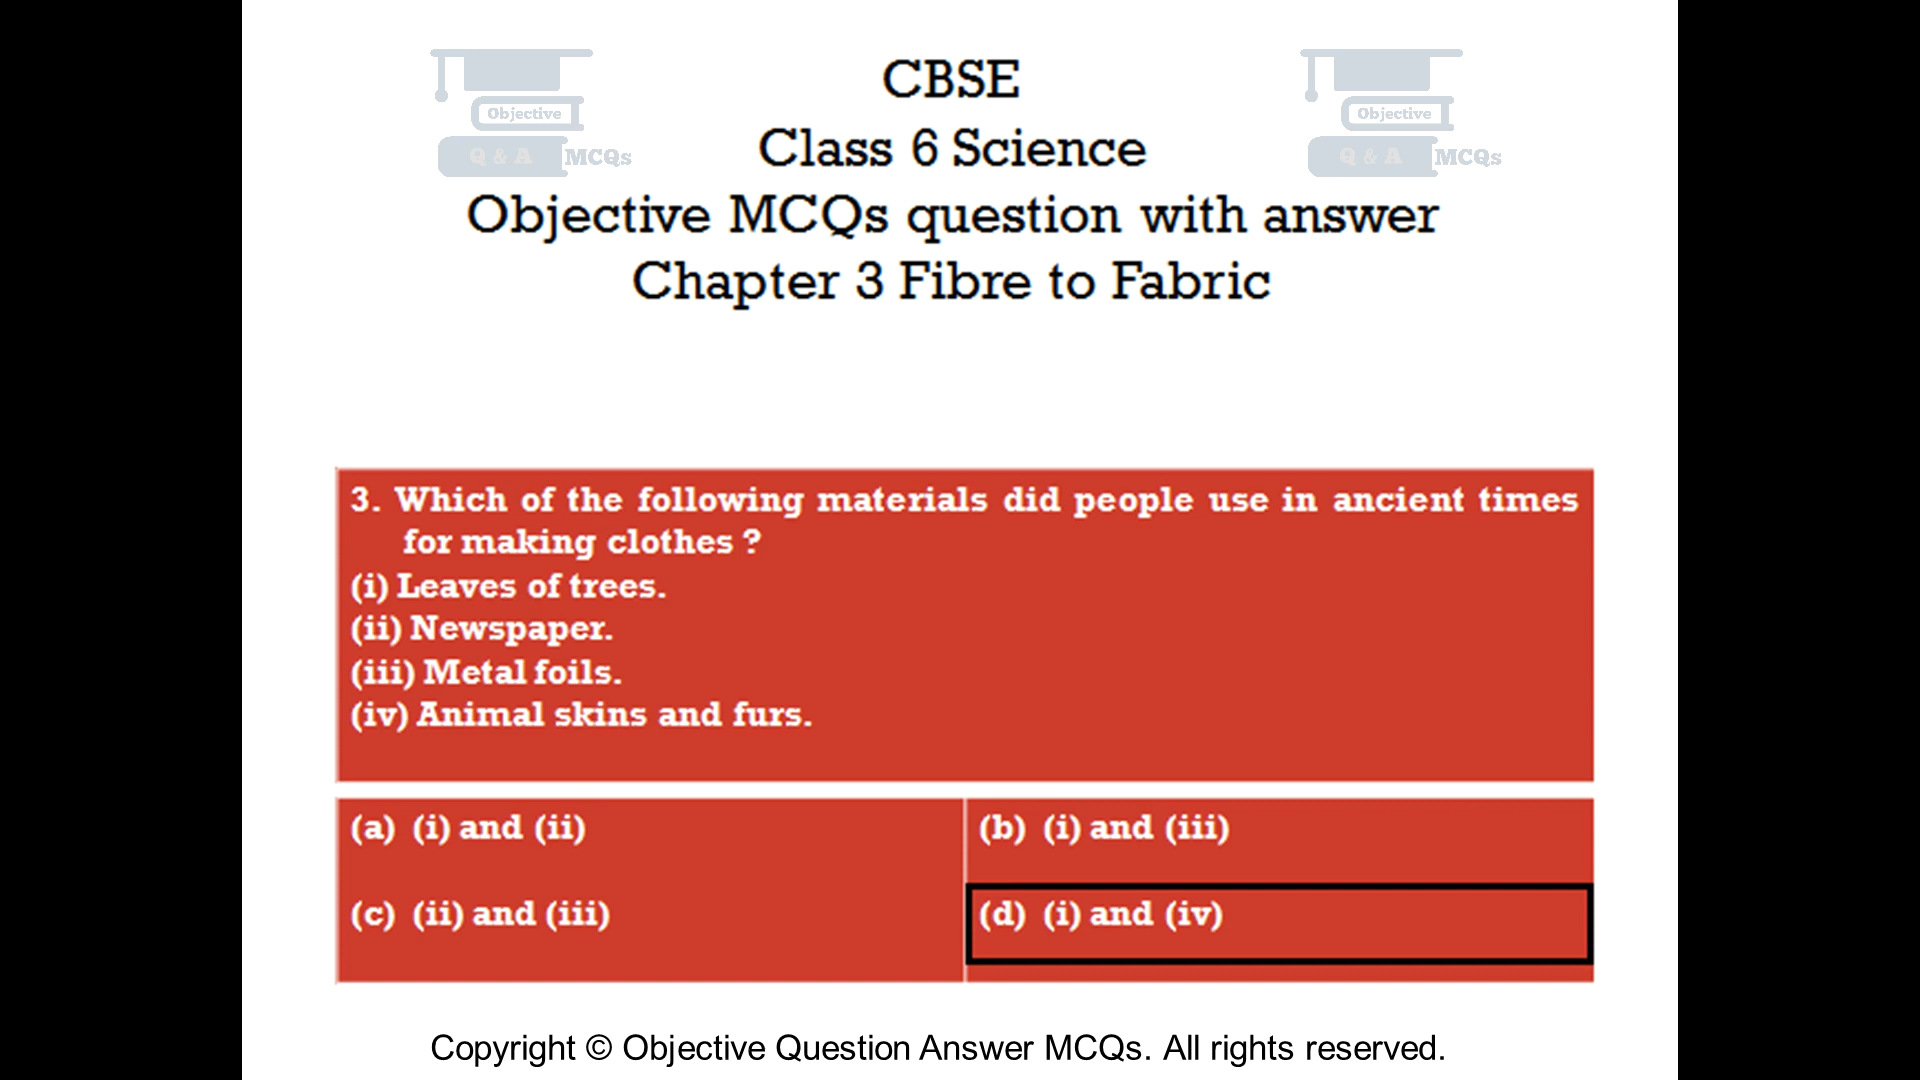 Objective
Q & A MCQs
Objective
Q & A MCQs
CBSE
Class 6 Science
Objective MCQs question with answer
Chapter 3 Fibre to Fabric
3. Which of the following materials did people use in ancient times
for making clothes ?
(i) Leaves of trees.
(ii) Newspaper.
(iii) Metal foils.
(iv) Animal skins and furs.
(a) (i) and (ii)
(b) (i) and (iii)
(c) (ii) and (iii)
(d) (i) and (iv)
Copyright © Objective Question Answer MCQs. All rights reserved.